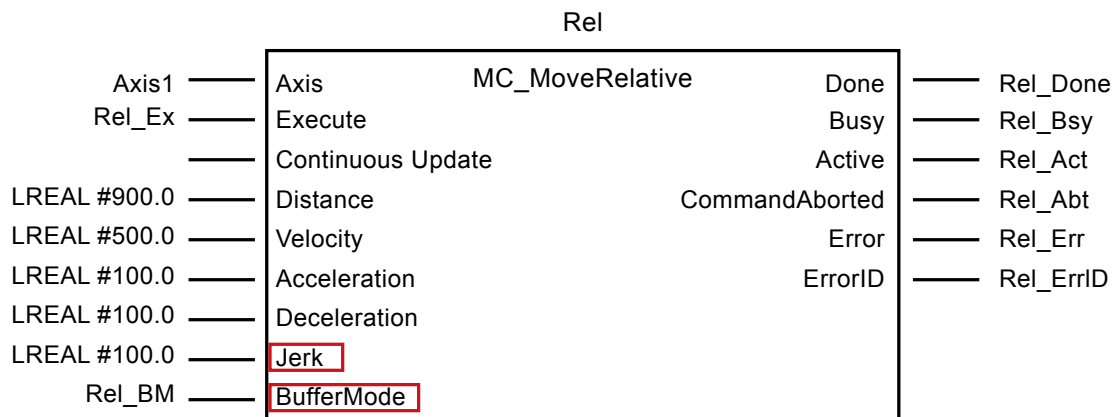 Rel
Axis1 Axis MC_MoveRelative Done Rel_Done
Rel_Ex Execute Busy Rel_Bsy
Continuous Update Active Rel_Act
LREAL #900.0 Distance CommandAborted Rel_Abt
LREAL #500.0 Velocity Error Rel_Err
LREAL #100.0 Acceleration ErrorID Rel_ErrID
LREAL #100.0 Deceleration
LREAL #100.0 Jerk
Rel_BM BufferMode